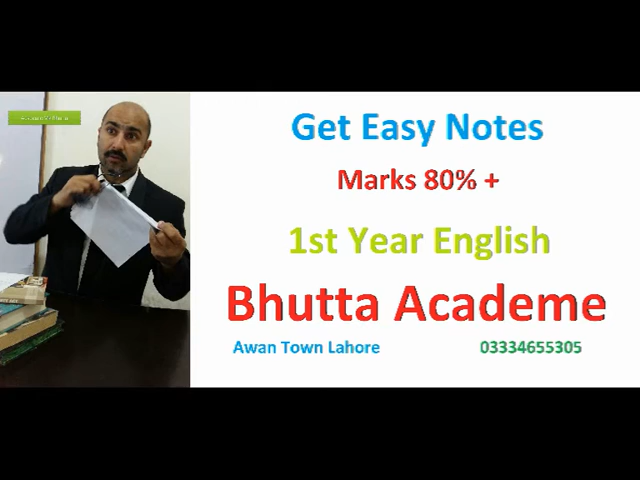 Get Easy Notes
Marks 80% +
1st Year English
Bhutta Academe
Awan Town Lahore 03334655305